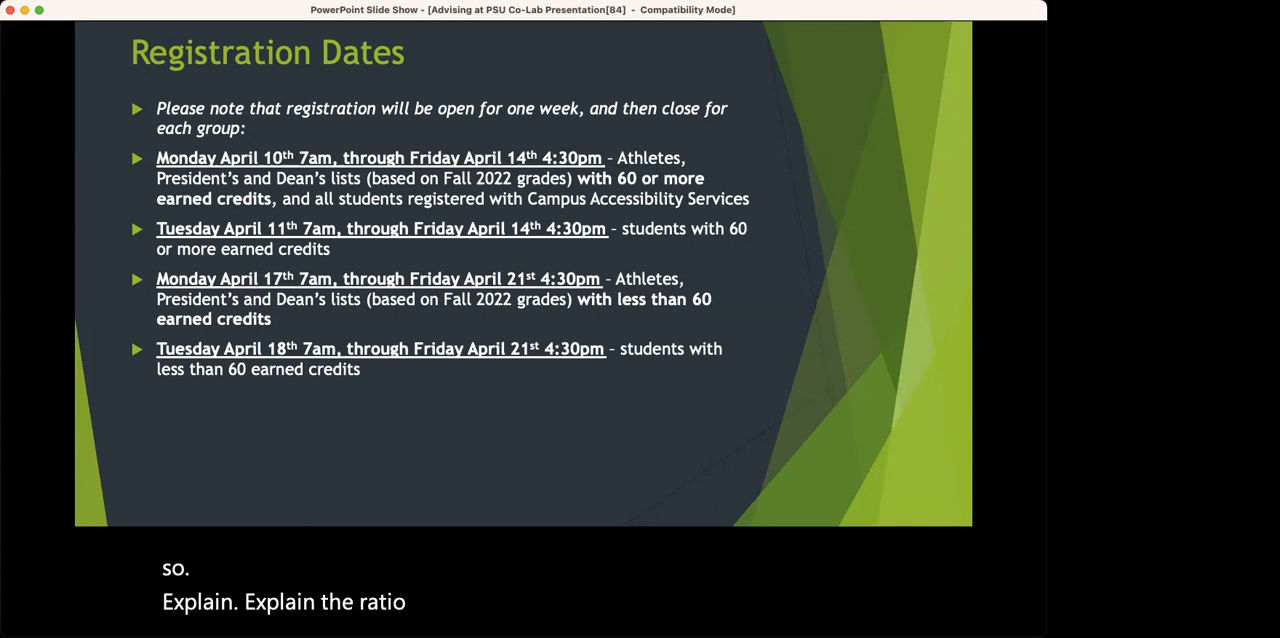 PowerPoint Slide Show - [Advising at PSU Co-Lab Presentation[84] - Compatibility Mode]
Registration Dates
Please note that registration will be open for one week, and then close for
each group:
Monday April 10th 7am, through Friday April 14th 4:30pm – Athletes,
President's and Dean's lists (based on Fall 2022 grades) with 60 or more
earned credits, and all students registered with Campus Accessibility Services
Tuesday April 11th 7am, through Friday April 14th 4:30pm – students with 60
or more earned credits
Monday April 17th 7am, through Friday April 21st 4:30pm – Athletes,
President's and Dean's lists (based on Fall 2022 grades) with less than 60
earned credits
Tuesday April 18th 7am, through Friday April 21st 4:30pm – students with
less than 60 earned credits
so.
Explain. Explain the ratio